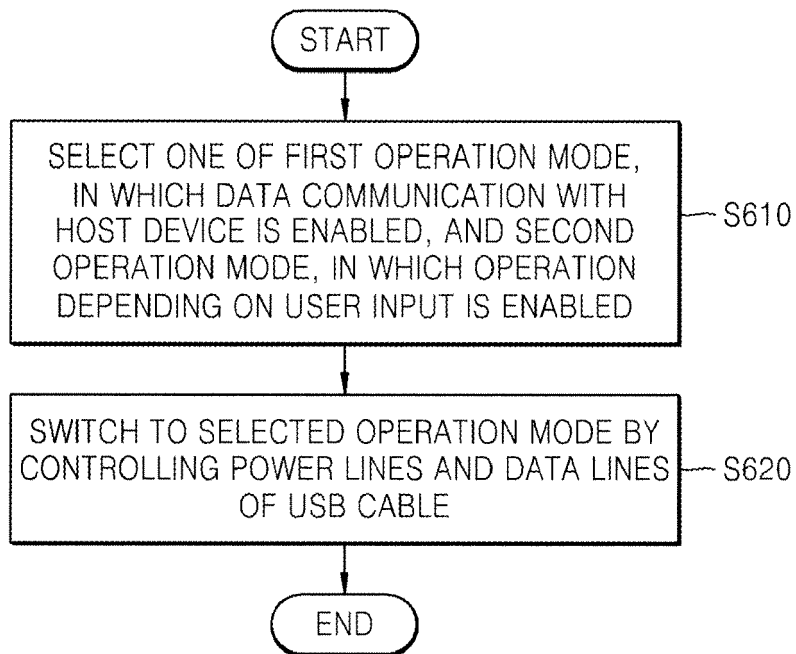 START
SELECT ONE OF FIRST OPERATION MODE,
IN WHICH DATA COMMUNICATION WITH
HOST DEVICE IS ENABLED, AND SECOND
OPERATION MODE, IN WHICH OPERATION
DEPENDING ON USER INPUT IS ENABLED
S610
SWITCH TO SELECTED OPERATION MODE BY
CONTROLLING POWER LINES AND DATA LINES
OF USB CABLE
S620
END